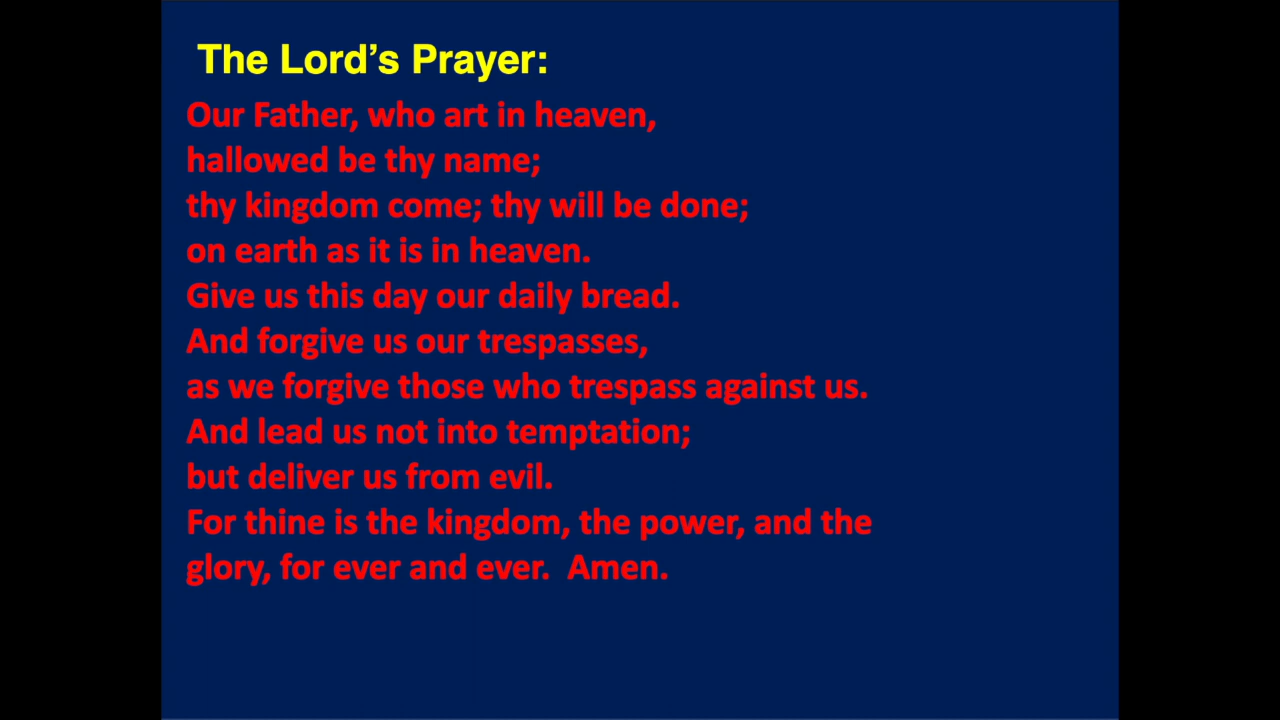 The Lord’s Prayer:
Our Father, who art in heaven,
hallowed be thy name;
thy kingdom come; thy will be done;
on earth as it is in heaven.
Give us this day our daily bread.
And forgive us our trespasses,
as we forgive those who trespass against us.
And lead us not into temptation;
but deliver us from evil.
For thine is the kingdom, the power, and the
glory, for ever and ever.  Amen.